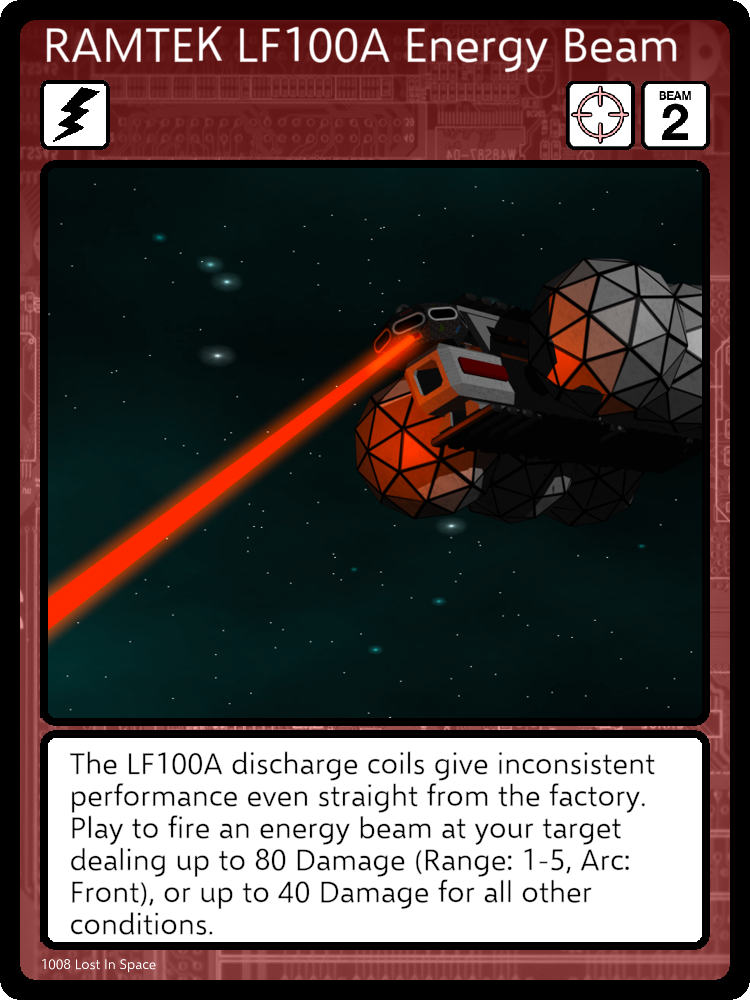 RAMTEK LF100A Energy Beam
BEAM
2
The LF100A discharge coils give inconsistent
performance even straight from the factory.
Play to fire an energy beam at your target
dealing up to 80 Damage (Range: 1-5, Arc:
Front), or up to 40 Damage for all other
conditions.
1008 Lost In Space